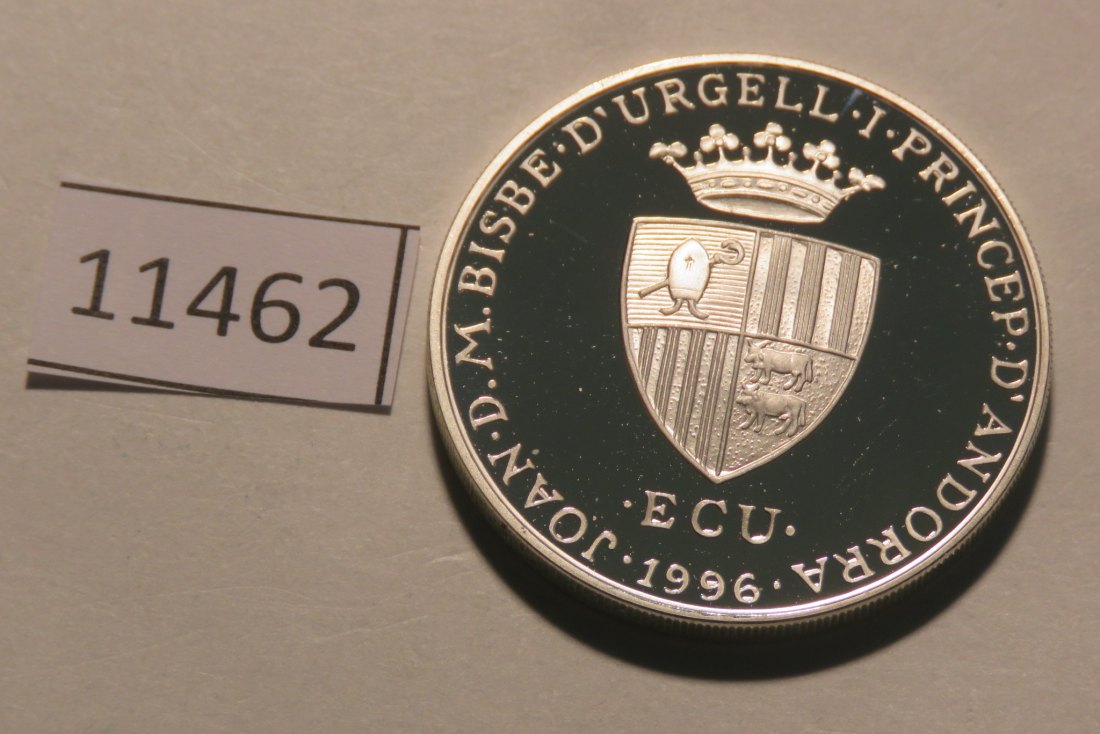 11462
JOAN·D.M.BISBE·D'URGELL·I·PRINCEP·D'ANDORRA
·ECU·
·1996·